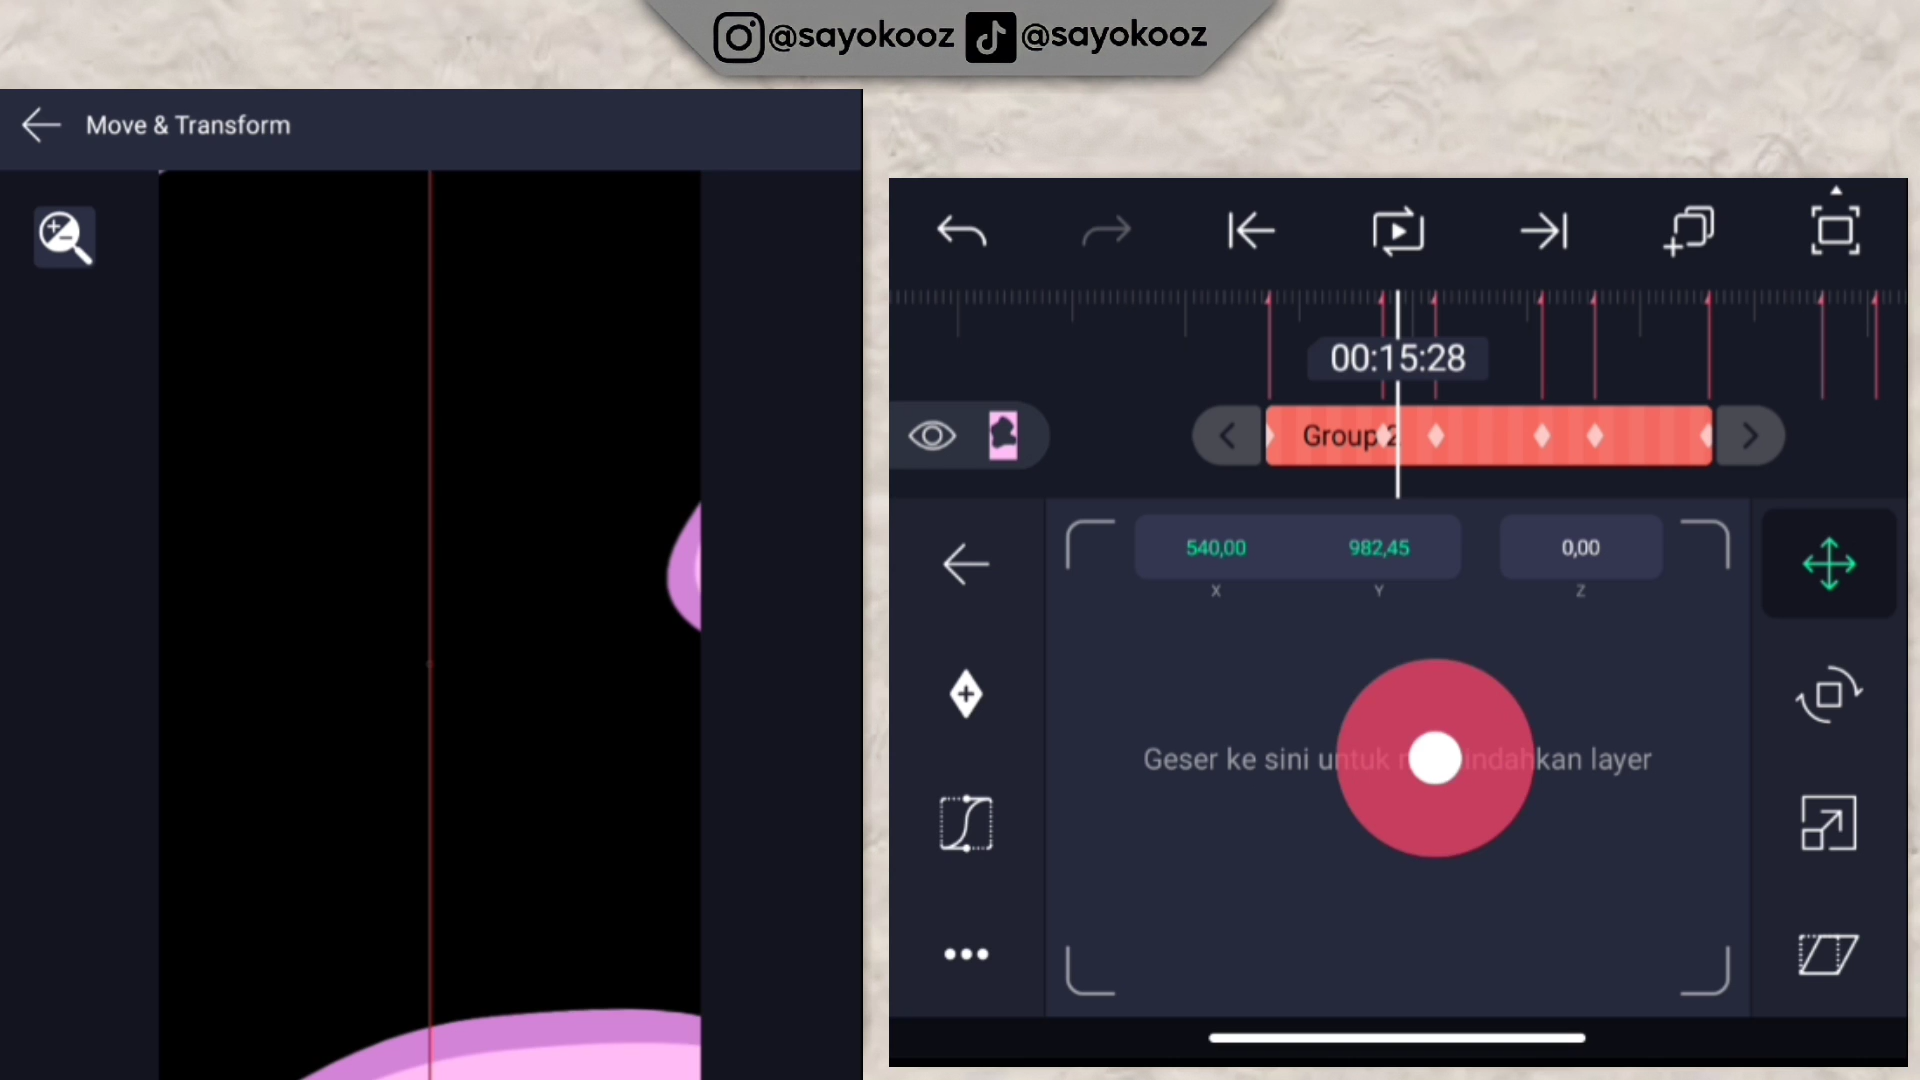 @sayokooz @sayokooz
Move & Transform
00:15:28
Group 2
540,00 982,45 0,00
X Y Z
Geser ke sini untuk layer